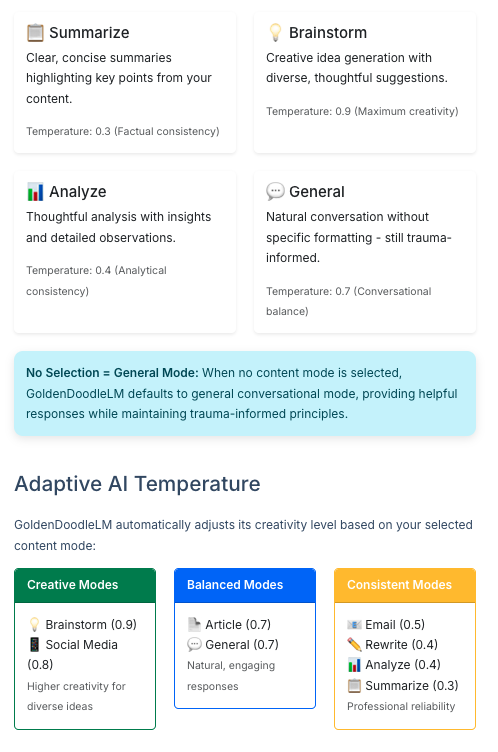 Summarize
Clear, concise summaries
highlighting key points from your
content.
Temperature: 0.3 (Factual consistency)
Brainstorm
Creative idea generation with
diverse, thoughtful suggestions.
Temperature: 0.9 (Maximum creativity)
Analyze
Thoughtful analysis with insights
and detailed observations.
Temperature: 0.4 (Analytical
consistency)
General
Natural conversation without
specific formatting - still trauma-
informed.
Temperature: 0.7 (Conversational
balance)
No Selection = General Mode: When no content mode is selected,
GoldenDoodleLM defaults to general conversational mode, providing helpful
responses while maintaining trauma-informed principles.
Adaptive AI Temperature
GoldenDoodleLM automatically adjusts its creativity level based on your selected
content mode:
Creative Modes
Brainstorm (0.9)
Social Media
(0.8)
Higher creativity for
diverse ideas
Balanced Modes
Article (0.7)
General (0.7)
Natural, engaging
responses
Consistent Modes
Email (0.5)
Rewrite (0.4)
Analyze (0.4)
Summarize (0.3)
Professional reliability